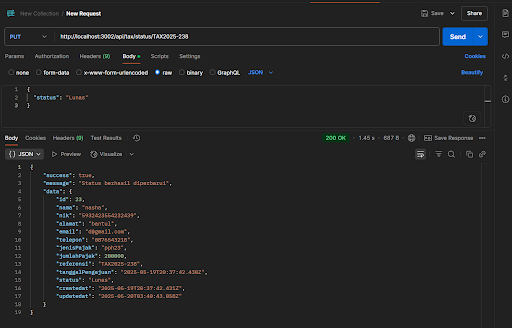 New Collection / New Request
Save
Share
PUT
http://localhost:3002/api/tax/status/TAX2025-238
Send
Params Authorization Headers (9) Body Scripts Settings
Cookies
none form-data x-www-form-urlencoded raw binary GraphQL JSON
Beautify
1 {
2 "status": "Lunas"
3 }
Body Cookies Headers (9) Test Results
200 OK • 1.45 s • 687 B
Save Response
{} JSON Preview Visualize
1 {
2 "success": true,
3 "message": "Status berhasil diperbarui",
4 "data": {
5 "id": 23,
6 "nama": "nasha",
7 "nik": "5932423554232439",
8 "alamat": "bantul",
9 "email": "d@gmail.com",
10 "telepon": "0876543218",
11 "jenisPajak": "pph23",
12 "jumlahPajak": 200000,
13 "referensi": "TAX2025-238",
14 "tanggalPengajuan": "2025-05-19T20:37:42.430Z",
15 "status": "Lunas",
16 "createdAt": "2025-05-19T20:37:42.431Z",
17 "updatedAt": "2025-05-20T03:40:43.858Z"
18 }
19 }